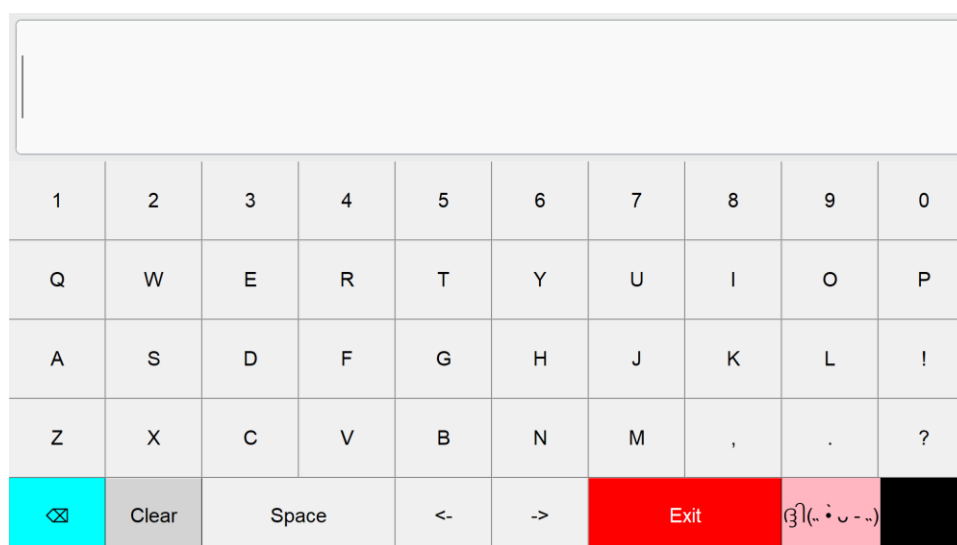 1 2 3 4 5 6 7 8 9 0
Q W E R T Y U I O P
A S D F G H J K L !
Z X C V B N M , . ?
⌫ Clear Space <- -> Exit ദ്ദി(˵ •̀ ᴗ - ˵)